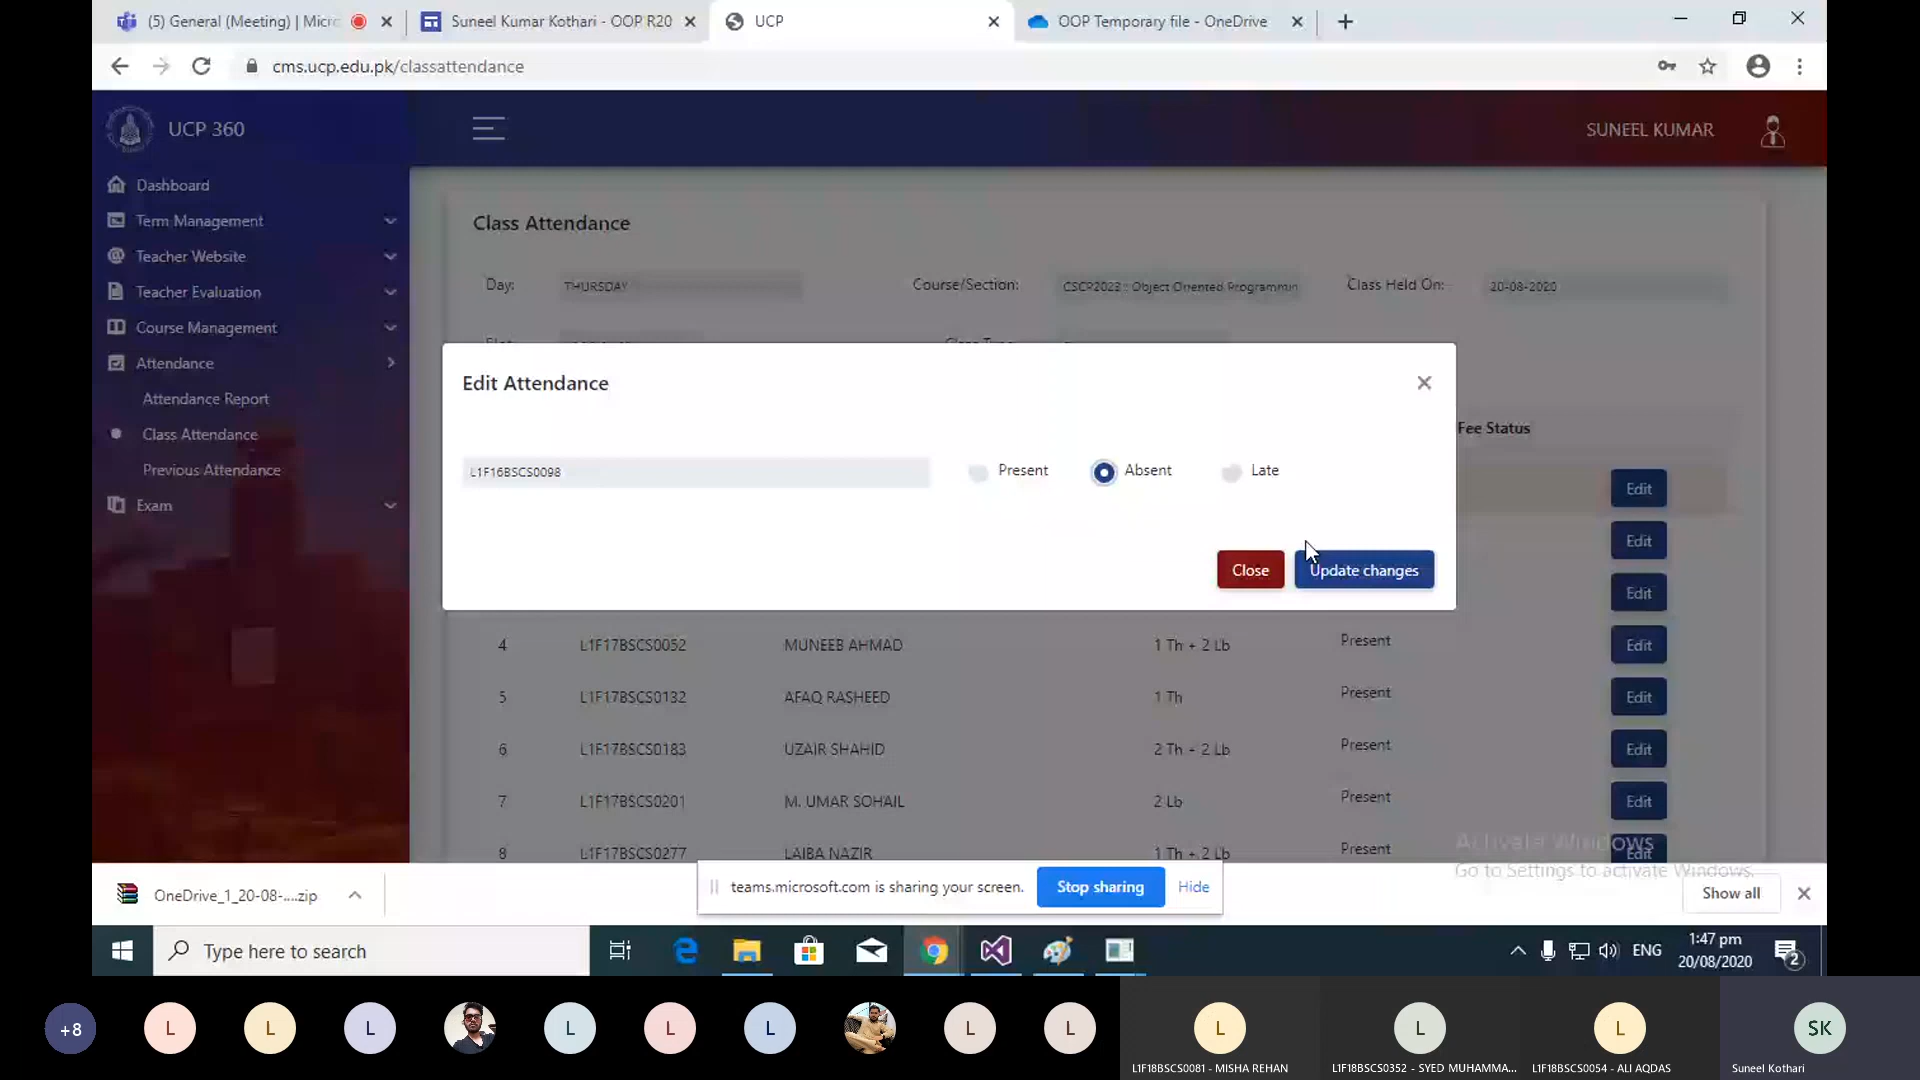 (5) General (Meeting) | Micro
Suneel Kumar Kothari - OOP R20
UCP
OOP Temporary file - OneDrive
cms.ucp.edu.pk/classattendance
UCP 360
SUNEEL KUMAR
Dashboard
Term Management
Teacher Website
Teacher Evaluation
Course Management
Attendance
Attendance Report
Class Attendance
Previous Attendance
Exam
Class Attendance
Day:
THURSDAY
Course/Section:
CSCP2023 : Object Oriented Programmin
Class Held On:
20-08-2020
Edit Attendance
L1F16BSCS0098
Present
Absent
Late
Close
Update changes
Fee Status
Edit
Edit
Edit
4 L1F17BSCS0052 MUNEEB AHMAD 1 Th + 2 Lb Present Edit
5 L1F17BSCS0132 AFAQ RASHEED 1 Th Present Edit
6 L1F17BSCS0183 UZAIR SHAHID 2 Th + 2 Lb Present Edit
7 L1F17BSCS0201 M. UMAR SOHAIL 2 Lb Present Edit
8 L1F17BSCS0277 LAIBA NAZIR 1 Th + 2 Lb Present Edit
Activate Windows
Go to Settings to activate Windows.
OneDrive_1_20-08-....zip
teams.microsoft.com is sharing your screen.
Stop sharing
Hide
Show all
Type here to search
ENG
1:47 pm
20/08/2020
2
+8
L
L
L
L
L
L
L
L
L
L
L
SK
L1F18BSCS0081 - MISHA REHAN
L1F18BSCS0352 - SYED MUHAMMA...
L1F18BSCS0054 - ALI AQDAS
Suneel Kothari